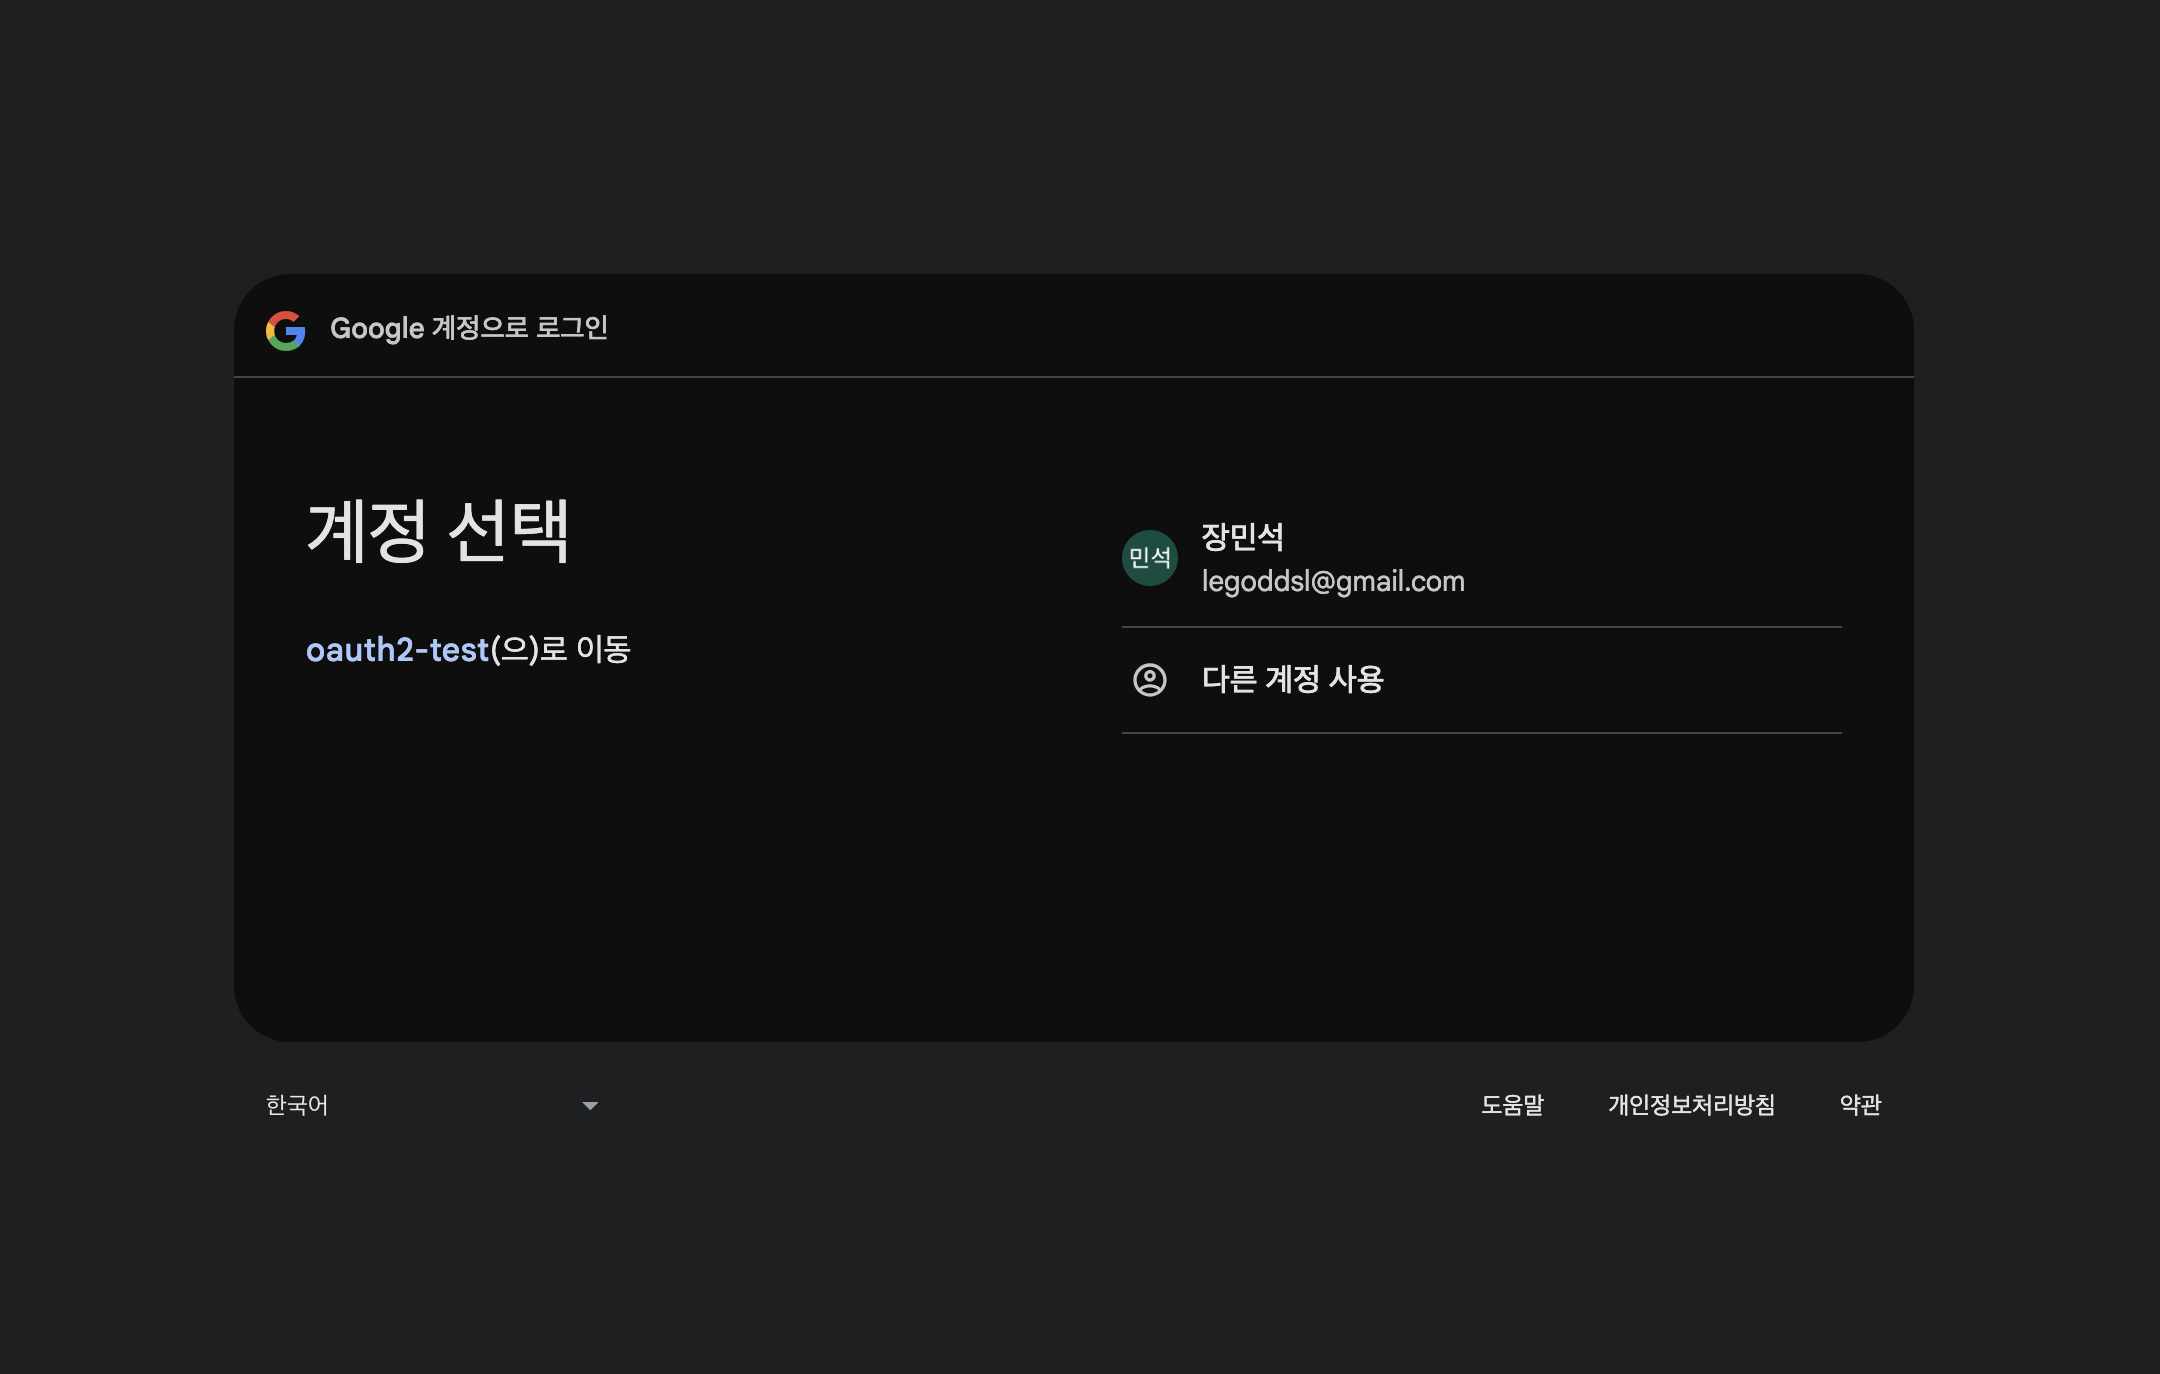 Google 계정으로 로그인
계정 선택
oauth2-test(으)로 이동
민석
장민석
legoddsl@gmail.com
다른 계정 사용
한국어
도움말
개인정보처리방침
약관